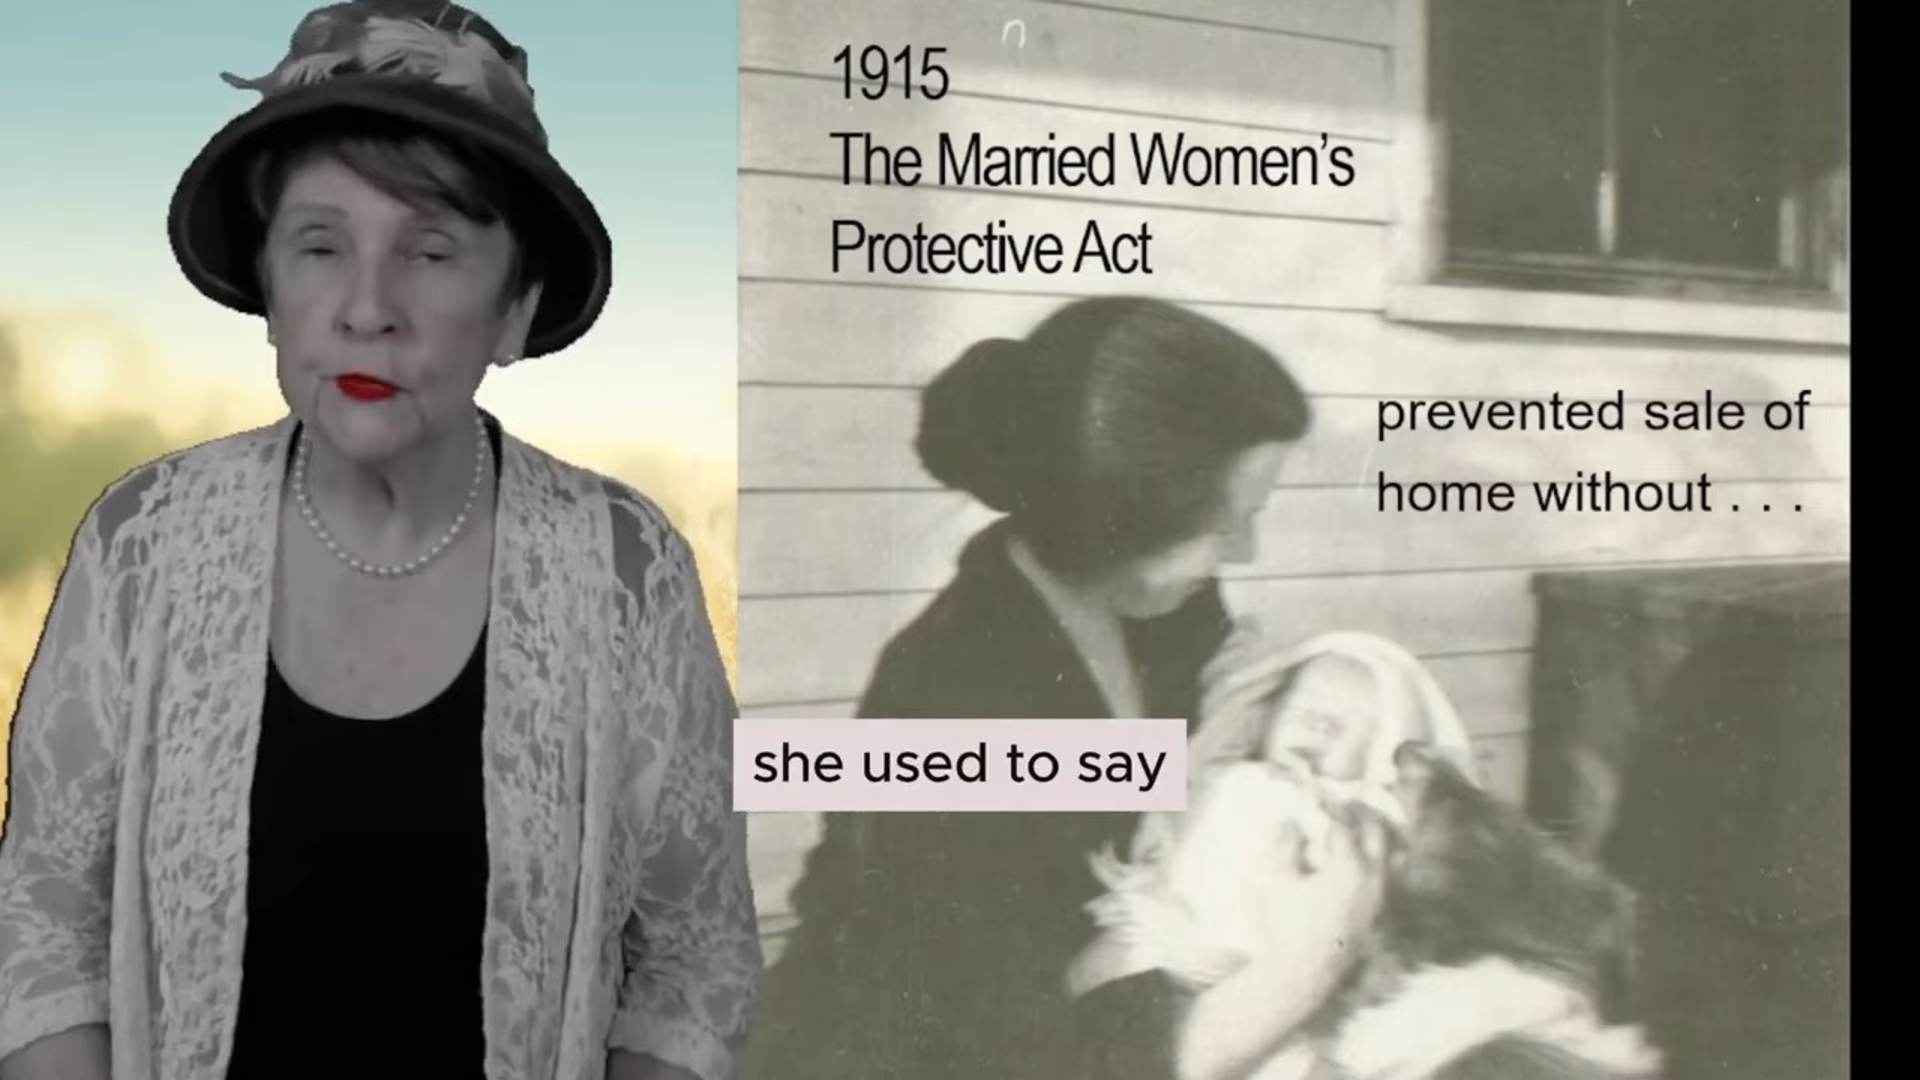 1915
The Married Women's
Protective Act
prevented sale of
home without . . .
she used to say